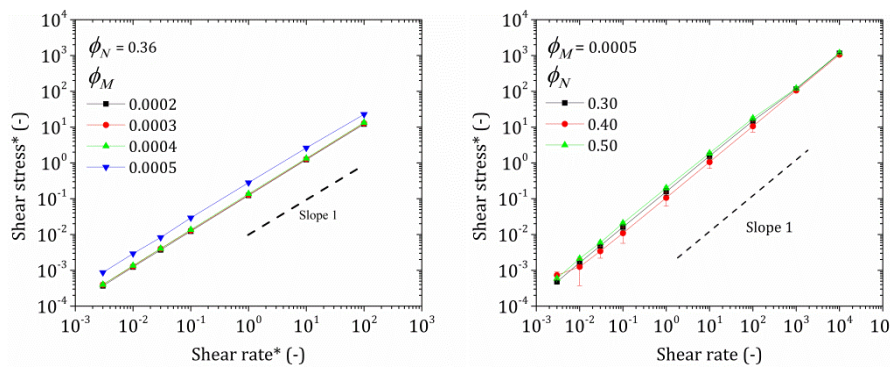 ϕN = 0.36
ϕM
0.0002
0.0003
0.0004
0.0005
Slope 1
10^4
10^3
10^2
10^1
10^0
10^-1
10^-2
10^-3
10^-4
Shear stress* (-)
10^-3 10^-2 10^-1 10^0 10^1 10^2 10^3
Shear rate* (-)
ϕM = 0.0005
ϕN
0.30
0.40
0.50
Slope 1
10^4
10^3
10^2
10^1
10^0
10^-1
10^-2
10^-3
10^-4
Shear stress* (-)
10^-3 10^-2 10^-1 10^0 10^1 10^2 10^3 10^4 10
Shear rate (-)